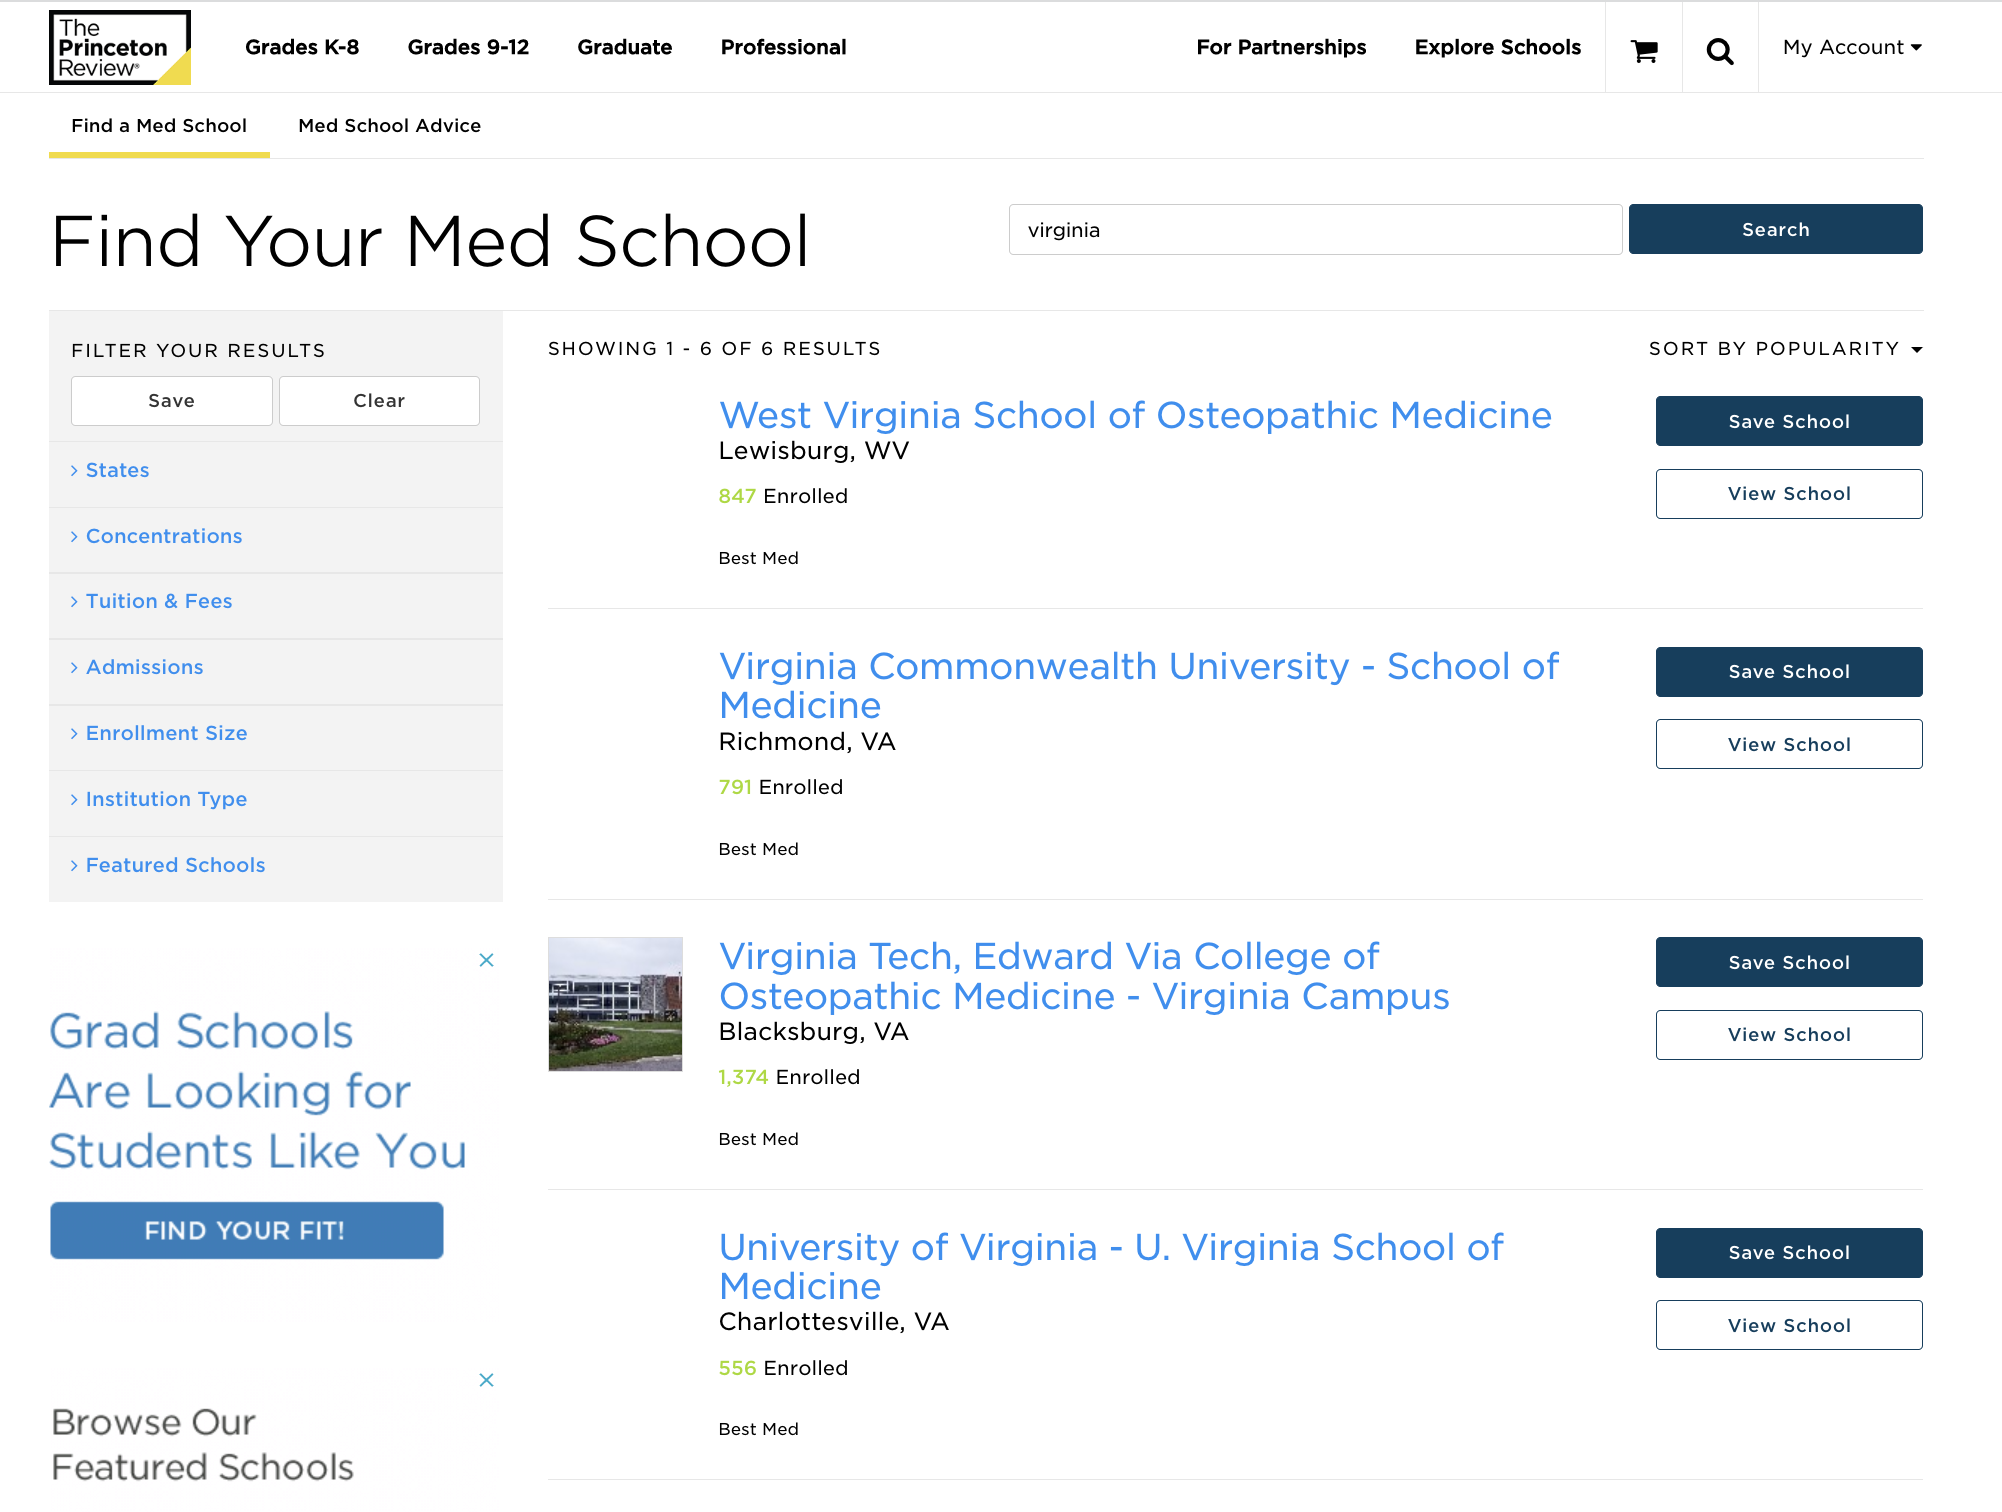 The
Princeton
Review®
Grades K-8
Grades 9-12
Graduate
Professional
For Partnerships
Explore Schools
My Account
Find a Med School
Med School Advice
Find Your Med School
virginia
Search
FILTER YOUR RESULTS
Save
Clear
States
Concentrations
Tuition & Fees
Admissions
Enrollment Size
Institution Type
Featured Schools
Grad Schools
Are Looking for
Students Like You
FIND YOUR FIT!
Browse Our
Featured Schools
SHOWING 1 - 6 OF 6 RESULTS
SORT BY POPULARITY
West Virginia School of Osteopathic Medicine
Lewisburg, WV
847 Enrolled
Best Med
Save School
View School
Virginia Commonwealth University - School of
Medicine
Richmond, VA
791 Enrolled
Best Med
Save School
View School
Virginia Tech, Edward Via College of
Osteopathic Medicine - Virginia Campus
Blacksburg, VA
1,374 Enrolled
Best Med
Save School
View School
University of Virginia - U. Virginia School of
Medicine
Charlottesville, VA
556 Enrolled
Best Med
Save School
View School